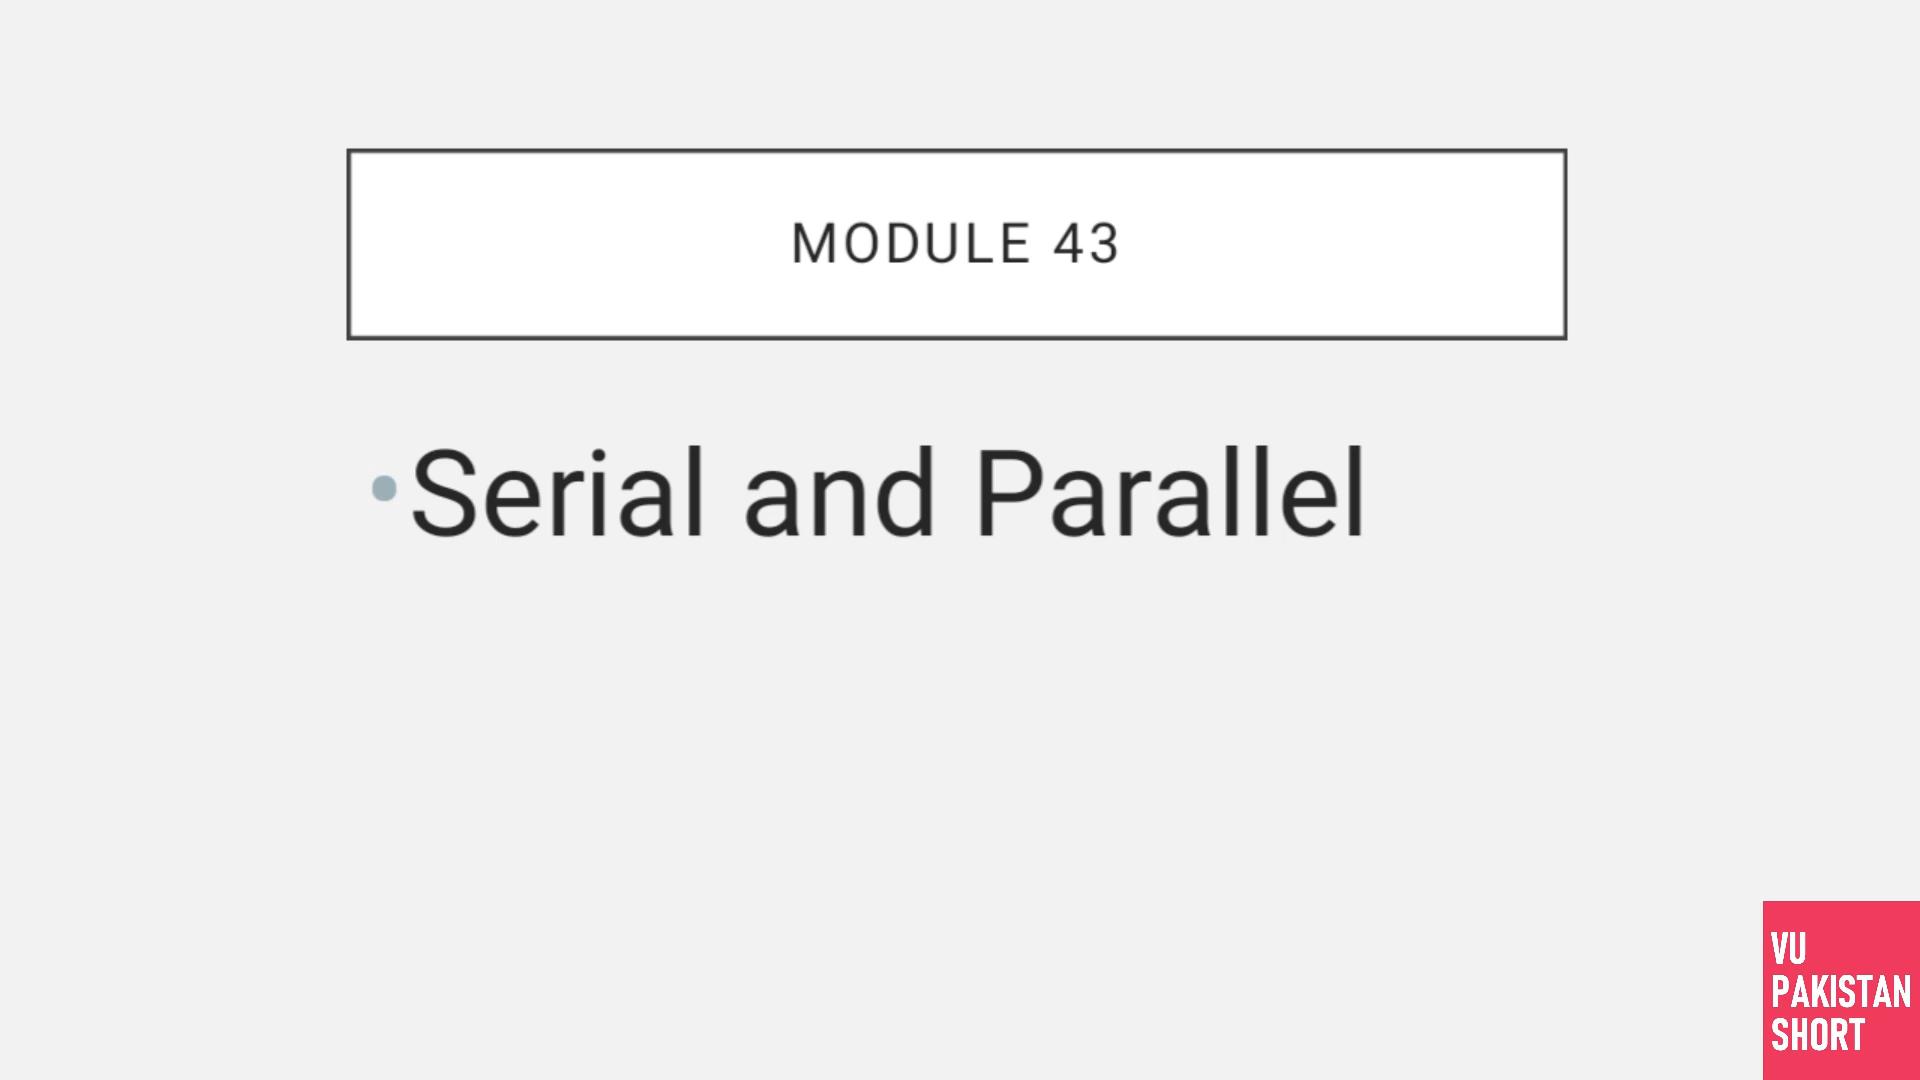 MODULE 43
•Serial and Parallel
VU
PAKISTAN
SHORT